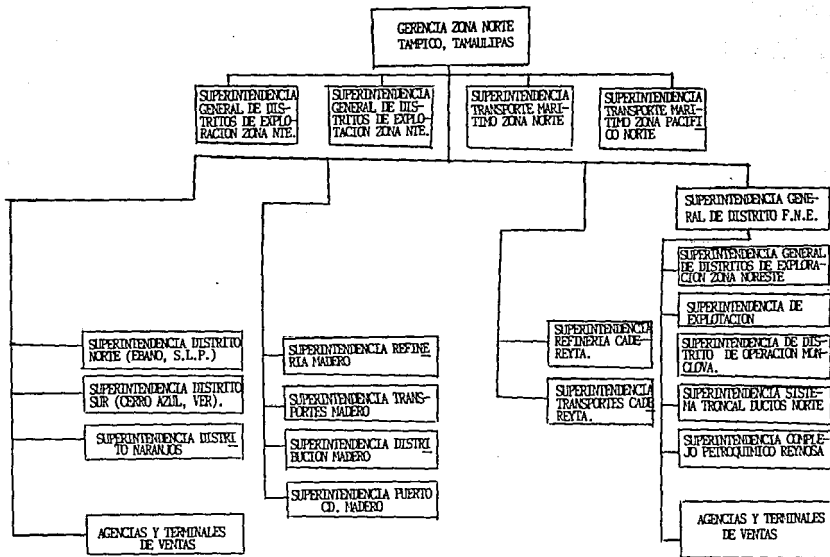 GERENCIA ZONA NORTE
TAMPICO, TAMAULIPAS
SUPERINTENDENCIA
GENERAL DE DIS-
TRITOS DE EXPLO-
RACION ZONA NTE.
SUPERINTENDENCIA
GENERAL DE DIS-
TRITOS DE EXPLO-
TACION ZONA NTE.
SUPERINTENDENCIA
TRANSPORTE MARI-
TIMO ZONA NORTE
SUPERINTENDENCIA
TRANSPORTE MARI-
TIMO ZONA PACIFI
CO NORTE
SUPERINTENDENCIA DISTRITO
NORTE (EBANO, S.L.P.)
SUPERINTENDENCIA DISTRITO
SUR (CERRO AZUL, VER).
SUPERINTENDENCIA DISTRI
TO NARANJOS
AGENCIAS Y TERMINALES
DE VENTAS
SUPERINTENDENCIA REFINE
RIA MADERO
SUPERINTENDENCIA TRANS-
PORTES MADERO
SUPERINTENDENCIA DISTRI
BUCION MADERO
SUPERINTENDENCIA PUERTO
CD. MADERO
SUPERINTENDENCIA
REFINERIA CADE-
REYTA.
SUPERINTENDENCIA
TRANSPORTES CADE
REYTA.
SUPERINTENDENCIA GENE-
RAL DE DISTRITO F.N.E.
SUPERINTENDENCIA GENERAL
DE DISTRITOS DE EXPLORA-
CION ZONA NORESTE
SUPERINTENDENCIA DE
EXPLOTACION
SUPERINTENDENCIA DE DIS-
TRITO DE OPERACION MON-
CLOVA.
SUPERINTENDENCIA SISTE-
MA TRONCAL DUCTOS NORTE
SUPERINTENDENCIA COMPLE-
JO PETROQUIMICO REYNOSA
AGENCIAS Y TERMINALES
DE VENTAS